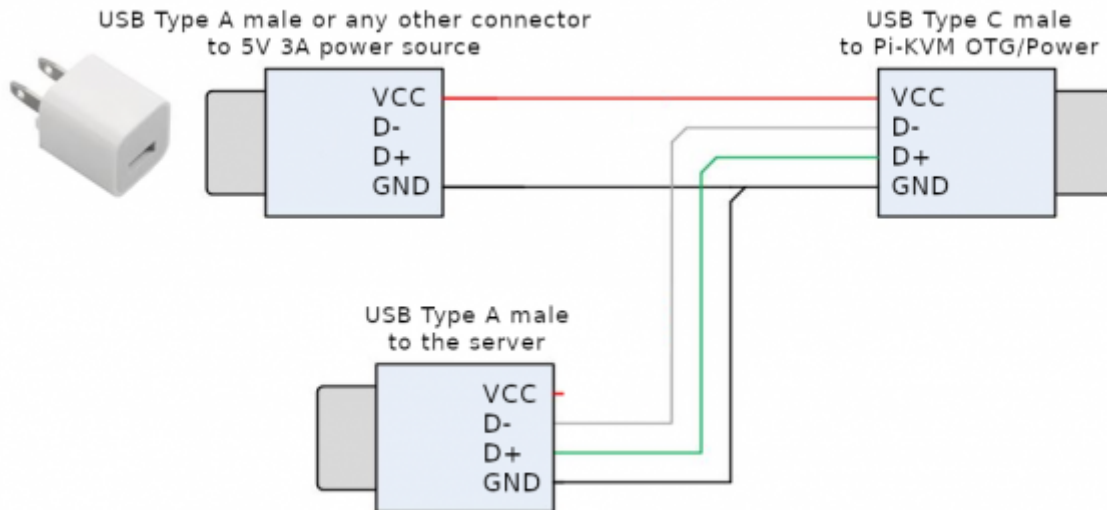 USB Type A male or any other connector
to 5V 3A power source
USB Type C male
to Pi-KVM OTG/Power
VCC
D-
D+
GND
VCC
D-
D+
GND
USB Type A male
to the server
VCC
D-
D+
GND